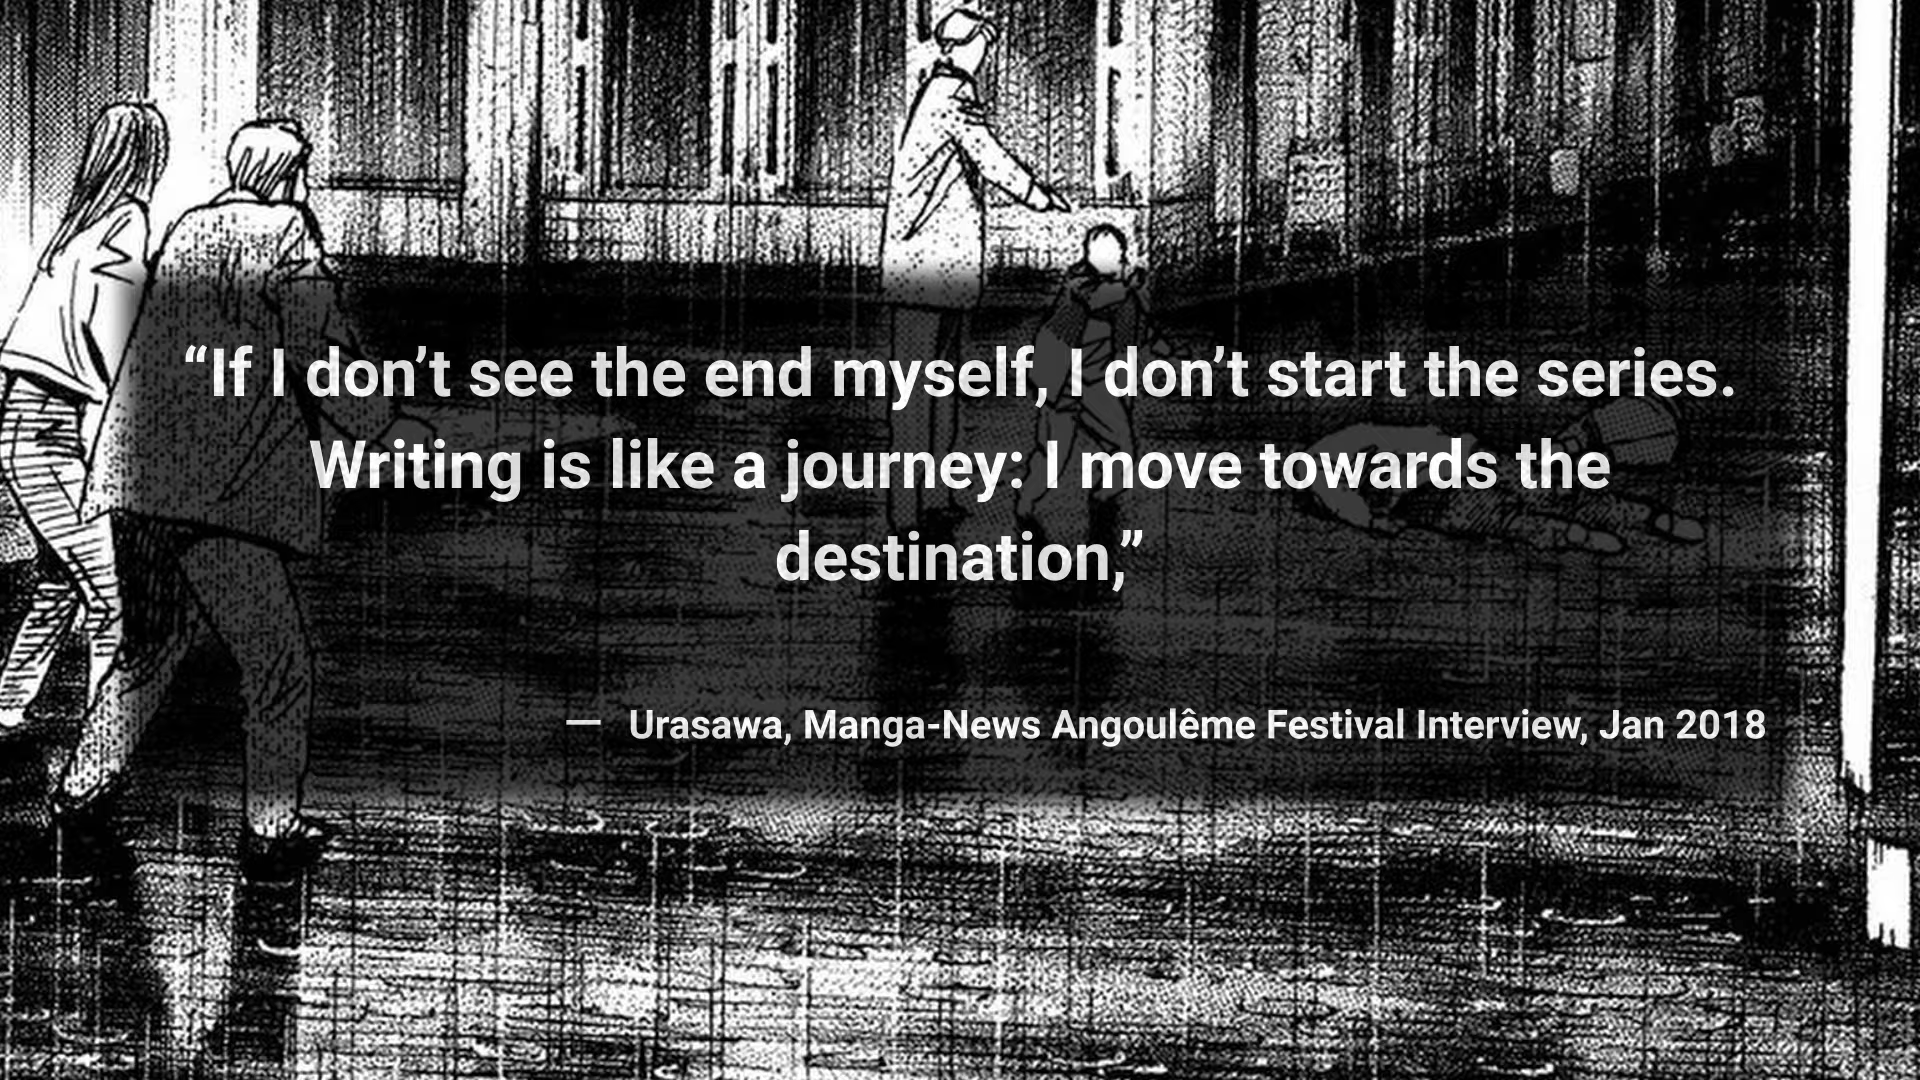 “If I don’t see the end myself, I don’t start the series.
Writing is like a journey: I move towards the
destination,”
— Urasawa, Manga-News Angoulême Festival Interview, Jan 2018